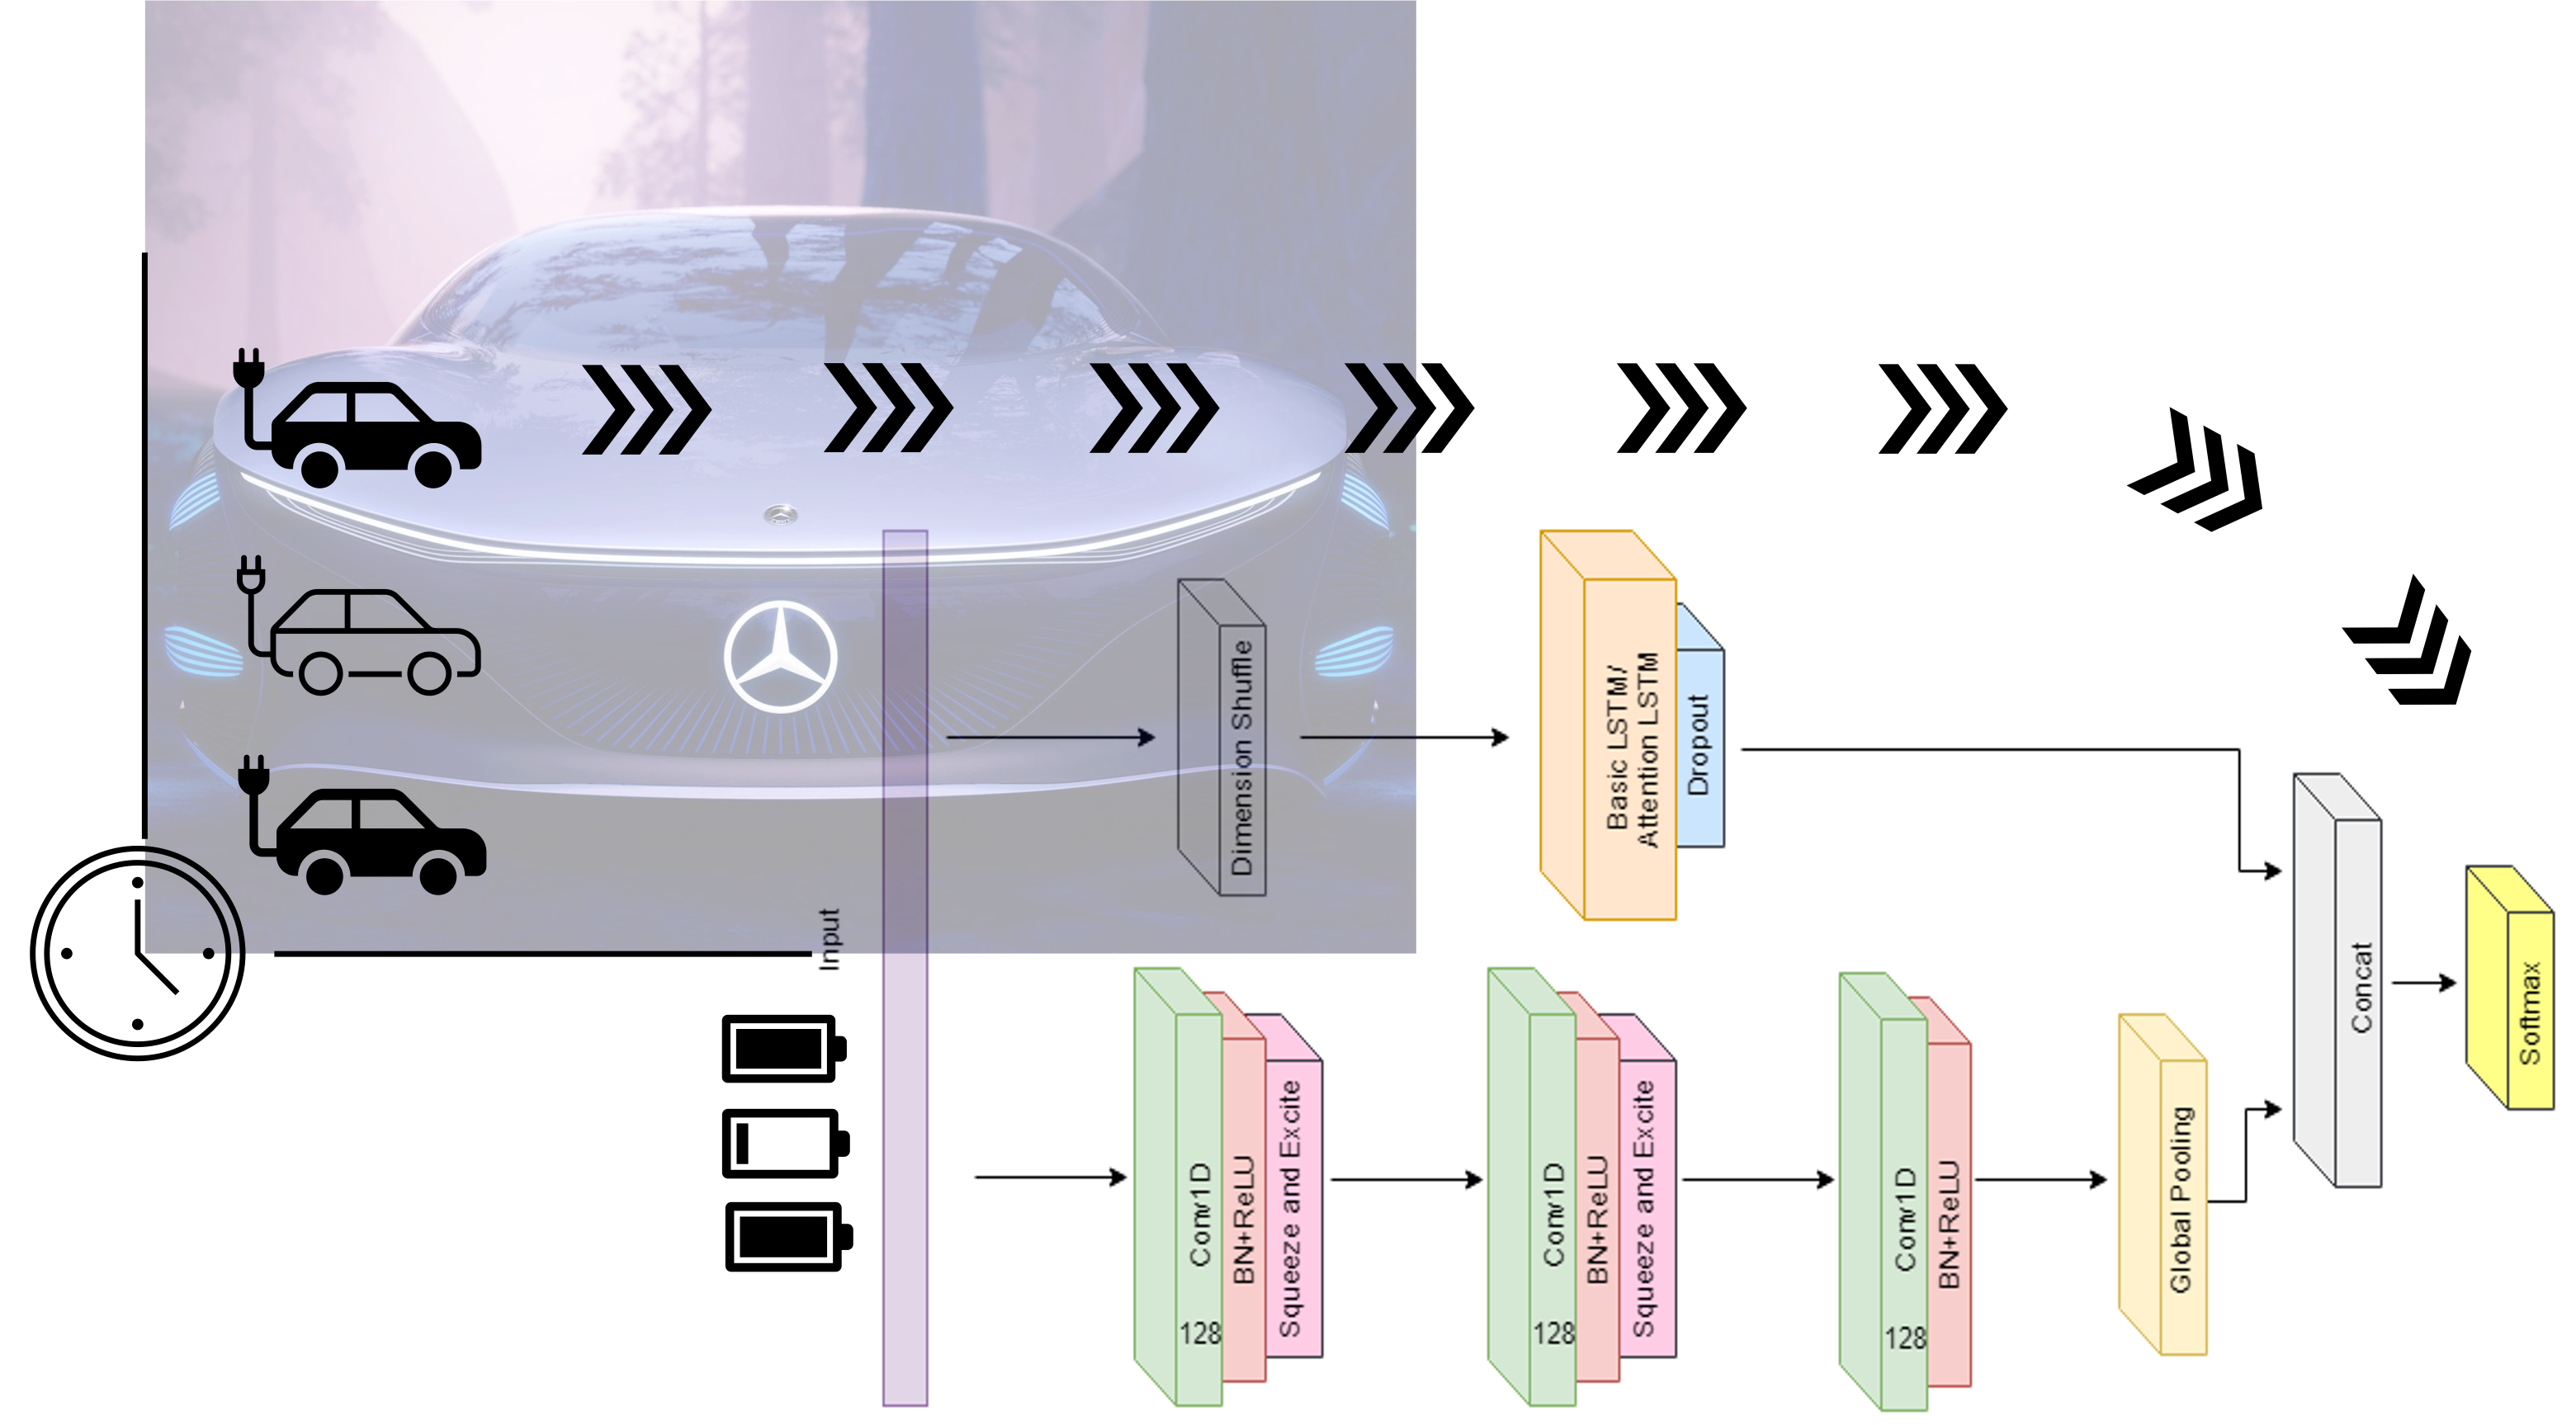 Input
Dimension Shuffle
Basic LSTM/
Attention LSTM
Dropout
Conv1D
128
BN+ReLU
Squeeze and Excite
Conv1D
128
BN+ReLU
Squeeze and Excite
Conv1D
128
BN+ReLU
Global Pooling
Concat
Softmax